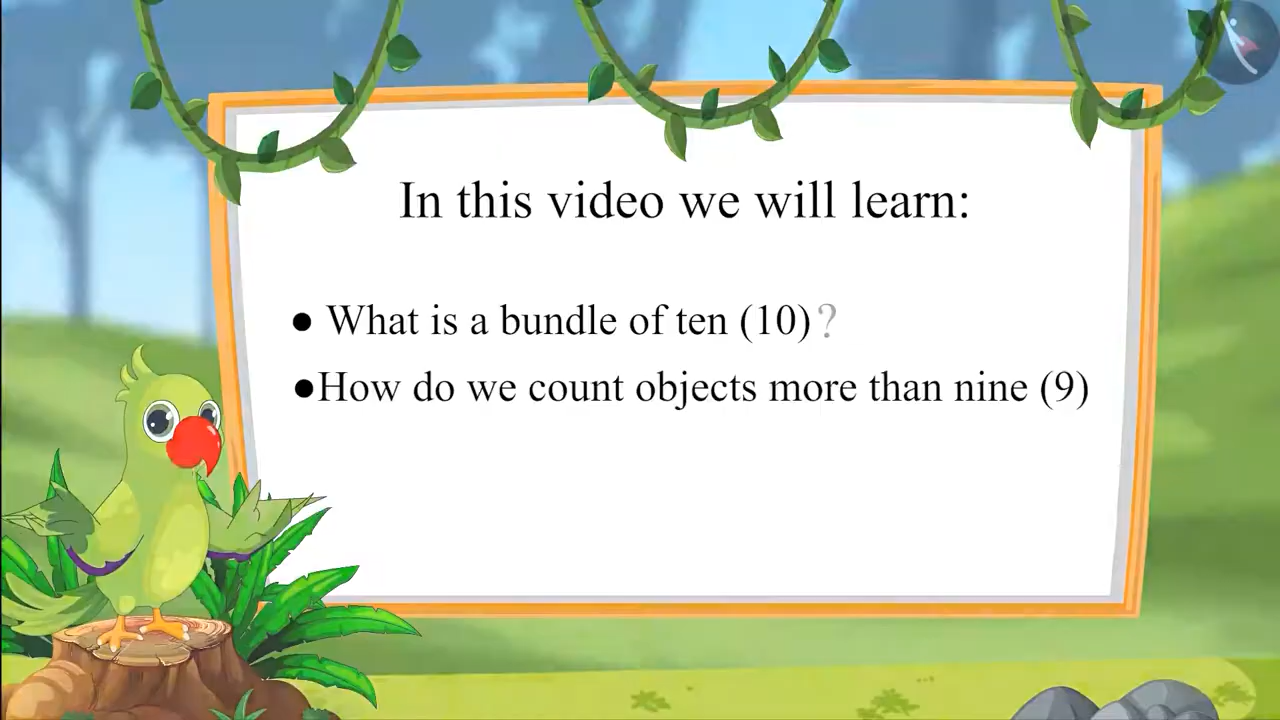 In this video we will learn:
● What is a bundle of ten (10)?
●How do we count objects more than nine (9)